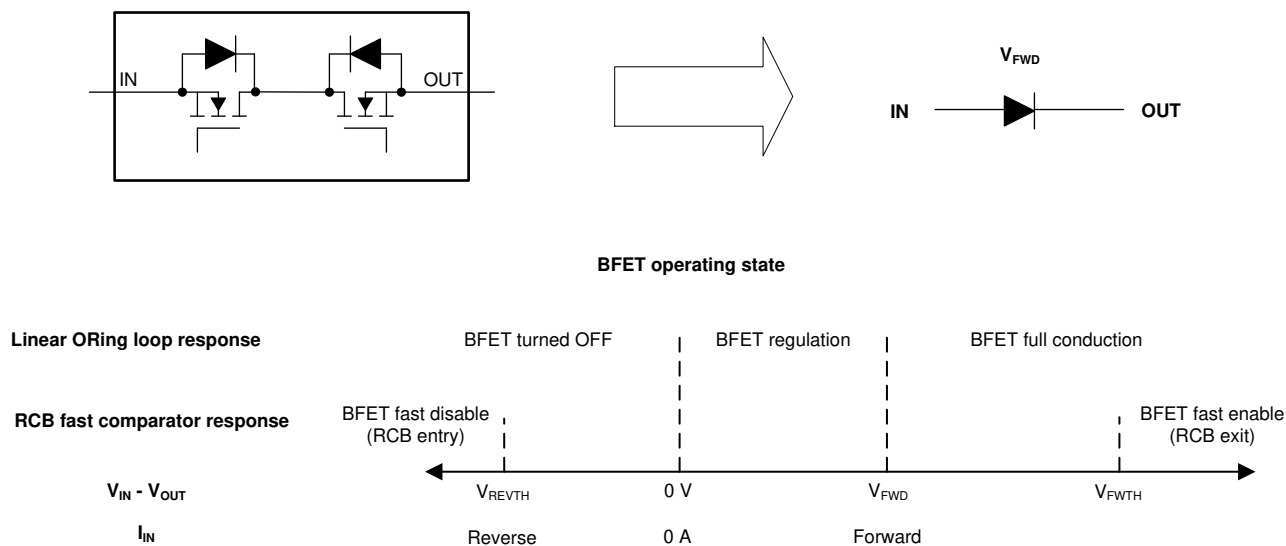 IN
OUT
V_FWD
IN
OUT
BFET operating state
Linear ORing loop response
BFET turned OFF
BFET regulation
BFET full conduction
RCB fast comparator response
BFET fast disable
(RCB entry)
BFET fast enable
(RCB exit)
V_IN - V_OUT
V_REVTH
0 V
V_FWD
V_FWTH
I_IN
Reverse
0 A
Forward